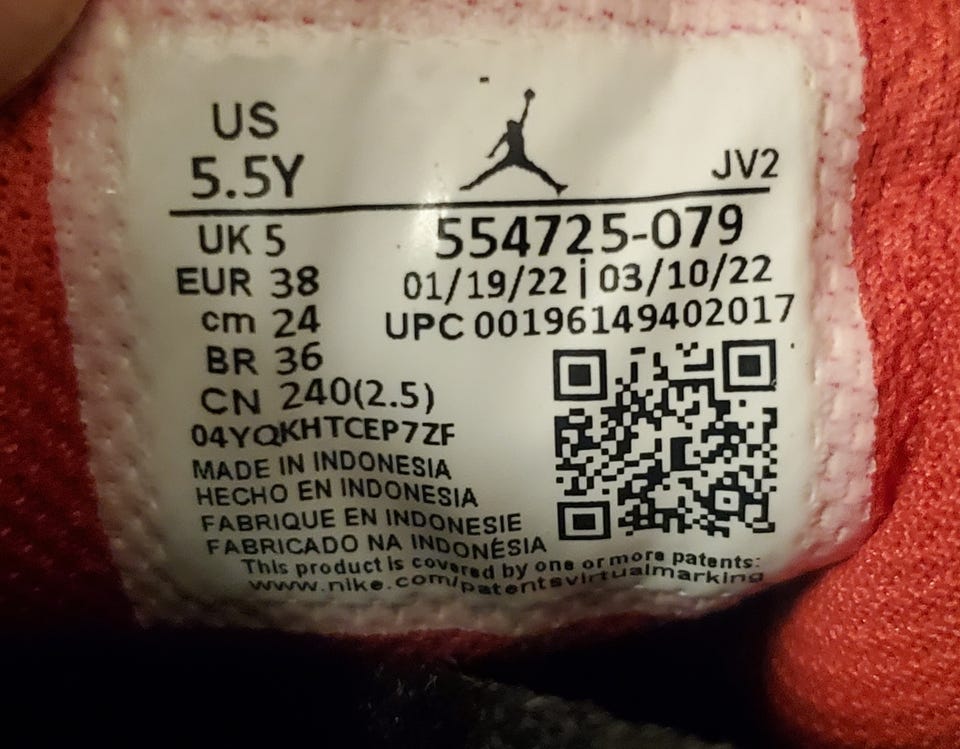 US
5.5Y
JV2
UK 5
554725-079
EUR 38
01/19/22 | 03/10/22
cm 24
UPC 00196149402017
BR 36
CN 240(2.5)
04YQKHTCEP7ZF
MADE IN INDONESIA
HECHO EN INDONESIA
FABRIQUE EN INDONESIE
FABRICADO NA INDONÉSIA
This product is covered by one or more patents:
www.nike.com/patentsvirtualmarking